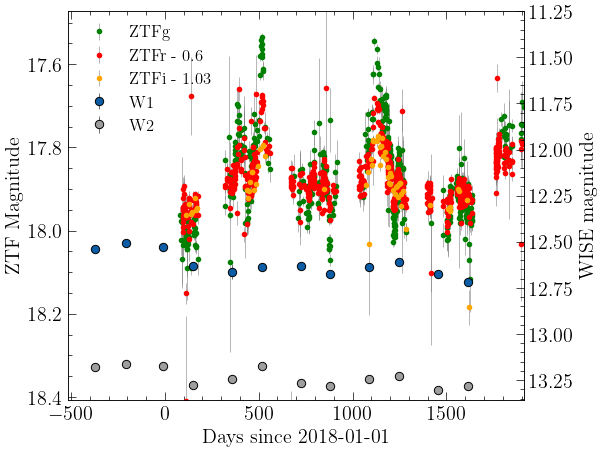 ZTFg
ZTFr - 0.6
ZTFi - 1.03
W1
W2
ZTF Magnitude
17.6
17.8
18.0
18.2
18.4
11.25
11.50
11.75
12.00
12.25
12.50
12.75
13.00
13.25
WISE magnitude
−500
0
500
1000
1500
Days since 2018-01-01